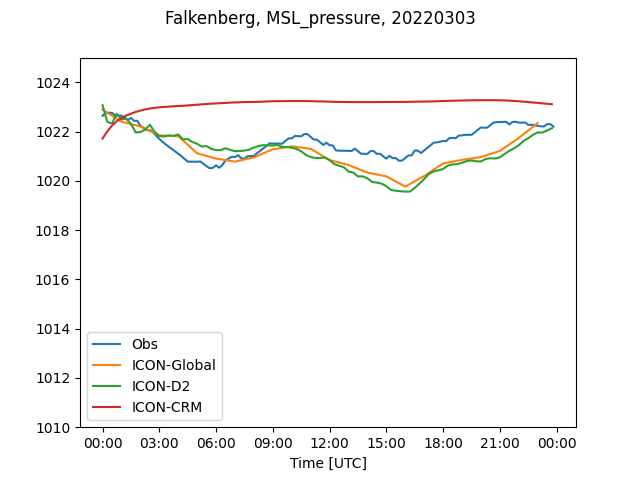 Falkenberg, MSL_pressure, 20220303
1024
1022
1020
1018
1016
1014
1012
1010
Obs
ICON-Global
ICON-D2
ICON-CRM
00:00 03:00 06:00 09:00 12:00 15:00 18:00 21:00 00:00
Time [UTC]